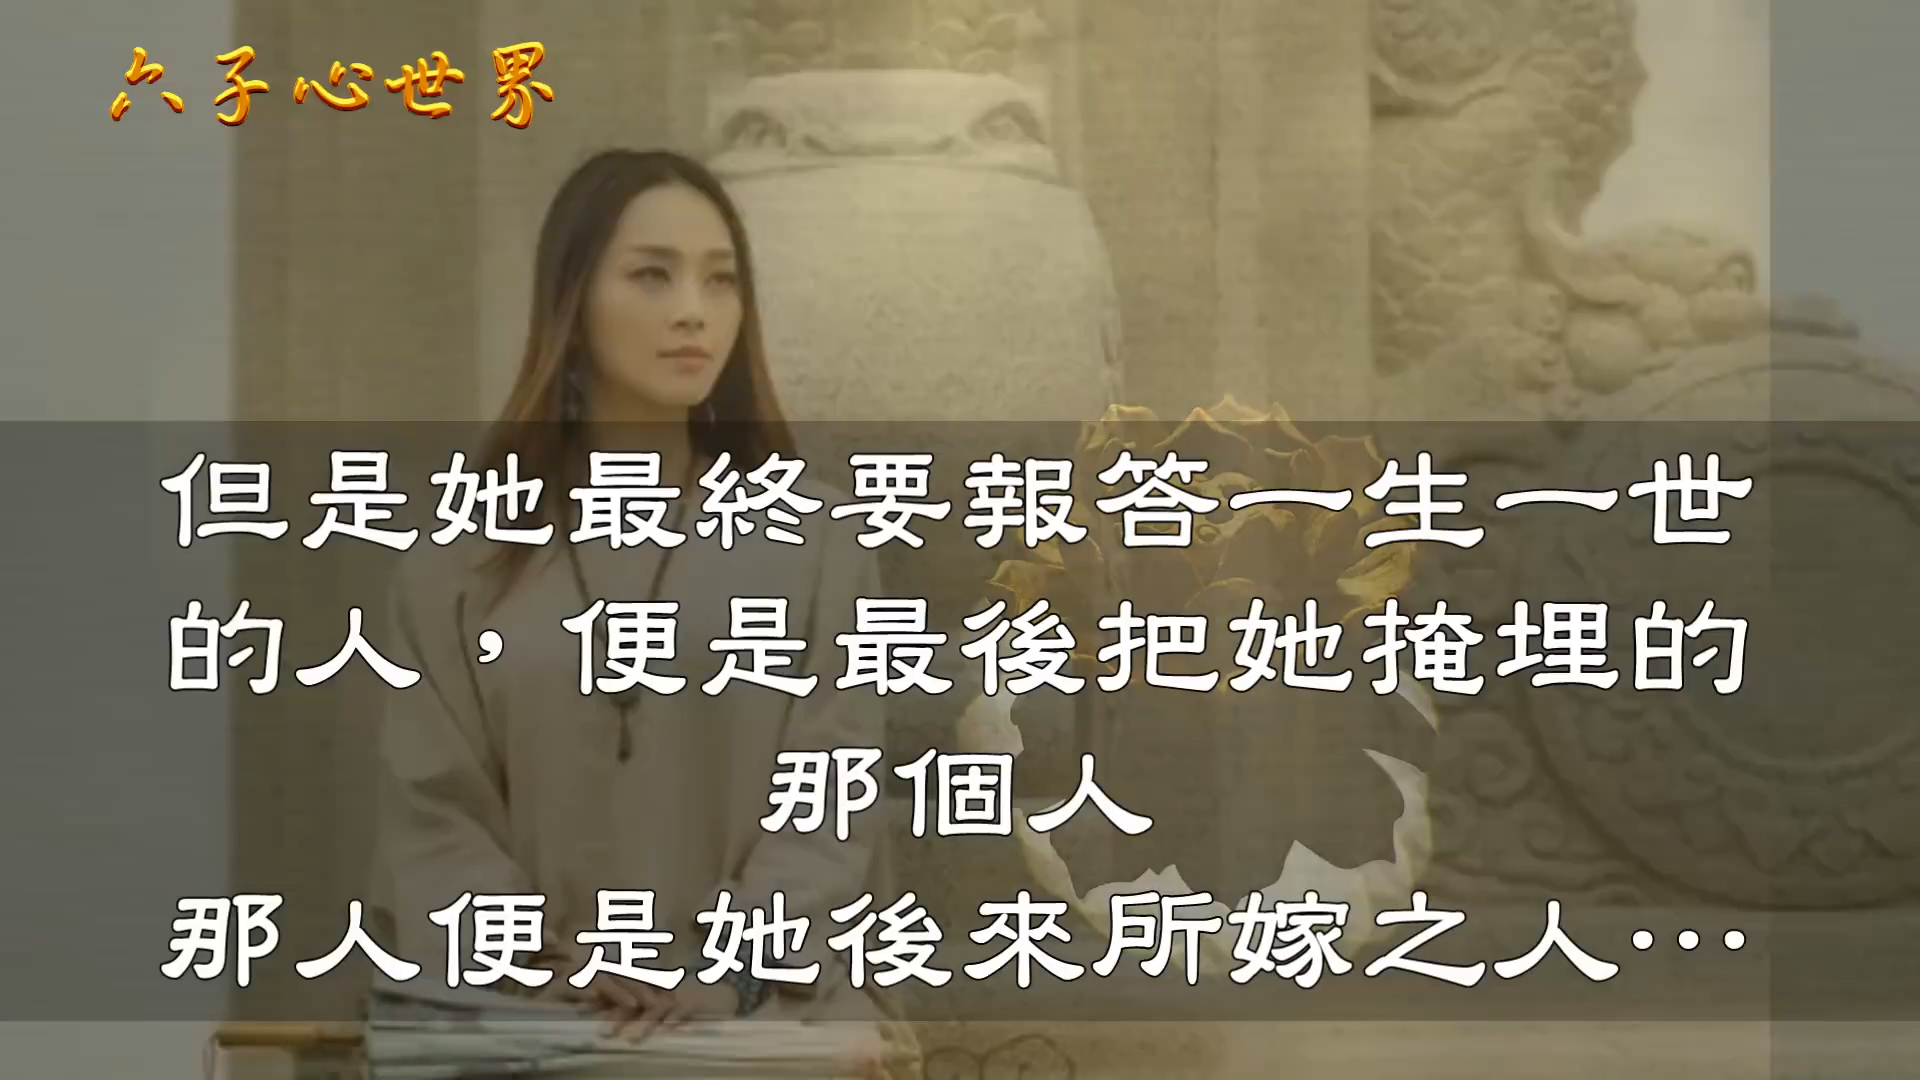 六子心世界
但是她最終要報答一生一世
的人，便是最後把她掩埋的
那個人
那人便是她後來所嫁之人…